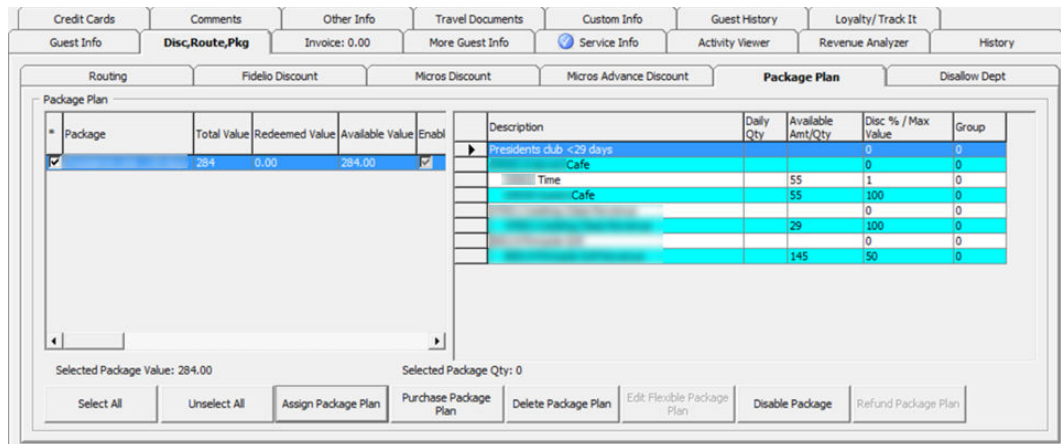 Credit Cards Comments Other Info Travel Documents Custom Info Guest History Loyalty/ Track It
Guest Info Disc,Route,Pkg Invoice: 0.00 More Guest Info Service Info Activity Viewer Revenue Analyzer History
Routing Fidelio Discount Micros Discount Micros Advance Discount Package Plan Disallow Dept
Package Plan
* Package Total Value Redeemed Value Available Value Enabl
284 0.00 284.00
Description Daily Qty Available Amt/Qty Disc % / Max Value Group
Presidents club <29 days 0 0
Cafe 0 0
Time 55 1 0
Cafe 55 100 0
0 0
29 100 0
0 0
145 50 0
Selected Package Value: 284.00 Selected Package Qty: 0
Select All Unselect All Assign Package Plan Purchase Package Plan Delete Package Plan Edit Flexible Package Plan Disable Package Refund Package Plan